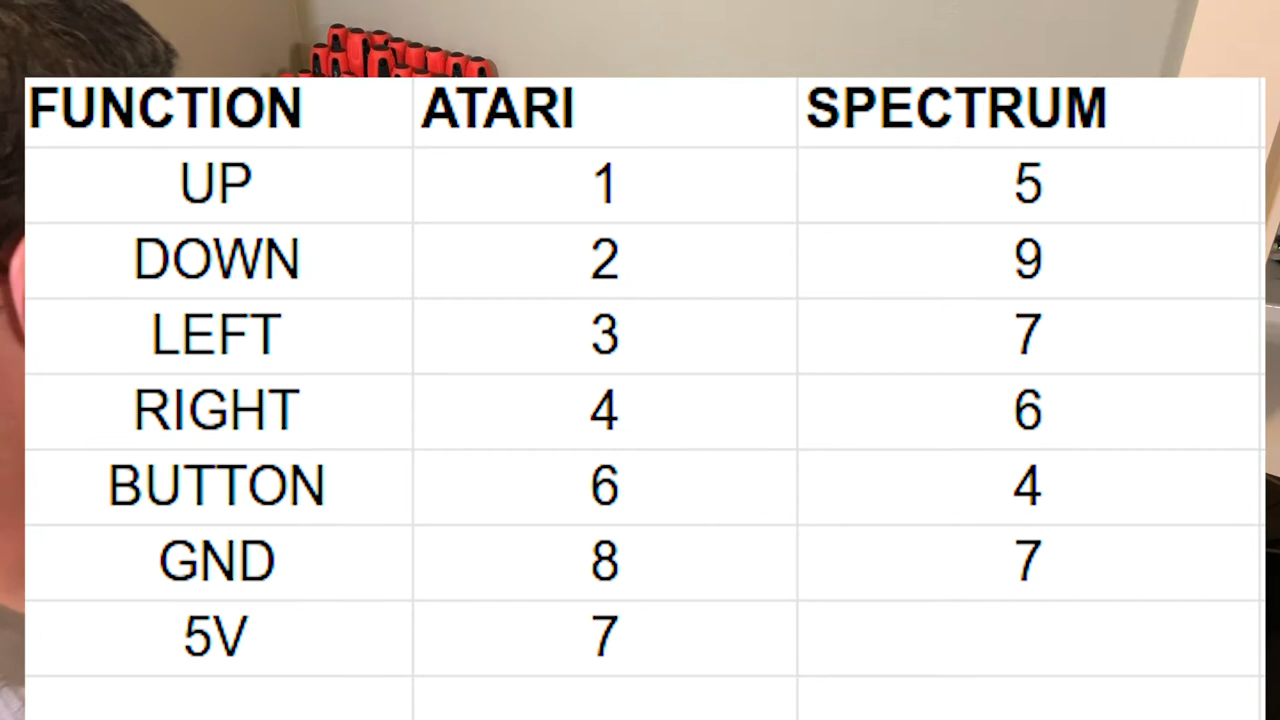 FUNCTION ATARI SPECTRUM
UP 1 5
DOWN 2 9
LEFT 3 7
RIGHT 4 6
BUTTON 6 4
GND 8 7
5V 7